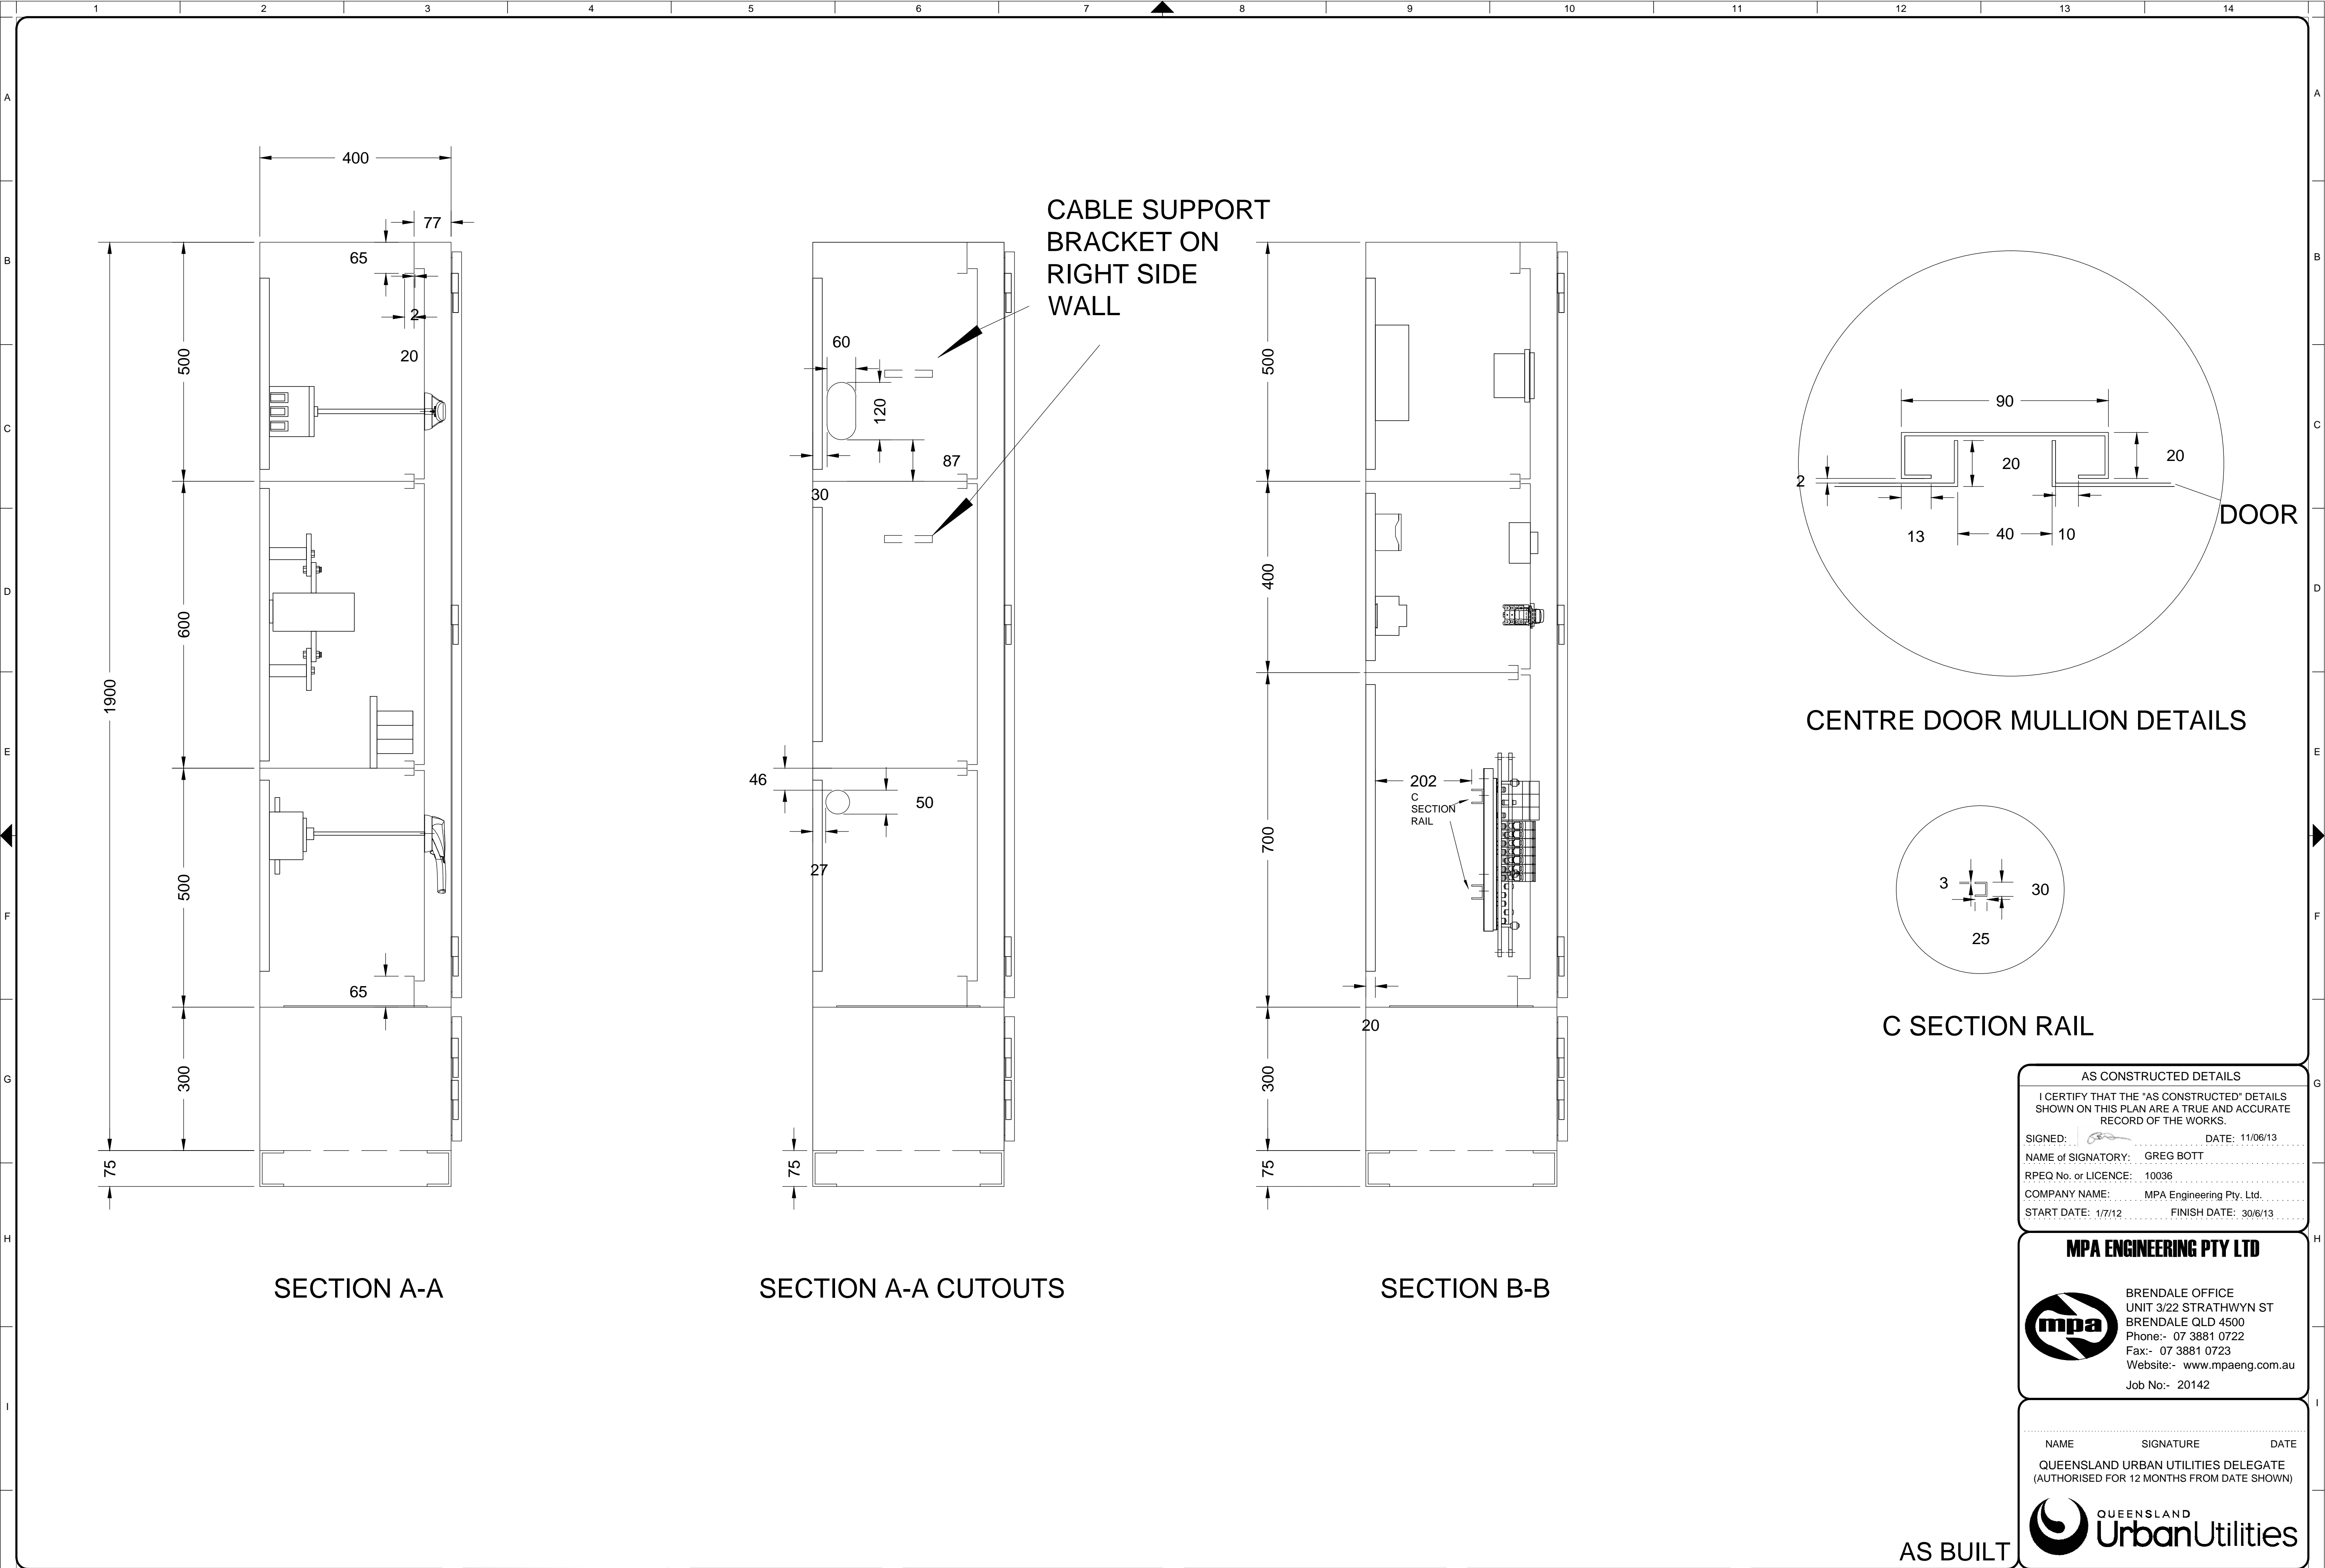 1 2 3 4 5 6 7 8 9 10 11 12 13 14
A A
B B
C C
D D
E E
F F
G G
H H
I I
400
77
65
2
20
500
600
1900
500
65
300
75
SECTION A-A
CABLE SUPPORT
BRACKET ON
RIGHT SIDE
WALL
60
120
87
30
46
50
27
75
SECTION A-A CUTOUTS
500
400
202
C
SECTION
RAIL
700
20
300
75
SECTION B-B
90
20
20
2
DOOR
13
40
10
CENTRE DOOR MULLION DETAILS
3
30
25
C SECTION RAIL
AS CONSTRUCTED DETAILS
I CERTIFY THAT THE "AS CONSTRUCTED" DETAILS
SHOWN ON THIS PLAN ARE A TRUE AND ACCURATE
RECORD OF THE WORKS.
SIGNED: DATE: 11/06/13
NAME of SIGNATORY: GREG BOTT
RPEQ No. or LICENCE: 10036
COMPANY NAME: MPA Engineering Pty. Ltd.
START DATE: 1/7/12 FINISH DATE: 30/6/13
MPA ENGINEERING PTY LTD
mpa
BRENDALE OFFICE
UNIT 3/22 STRATHWYN ST
BRENDALE QLD 4500
Phone:- 07 3881 0722
Fax:- 07 3881 0723
Website:- www.mpaeng.com.au
Job No:- 20142
NAME SIGNATURE DATE
QUEENSLAND URBAN UTILITIES DELEGATE
(AUTHORISED FOR 12 MONTHS FROM DATE SHOWN)
QUEENSLAND
UrbanUtilities
AS BUILT